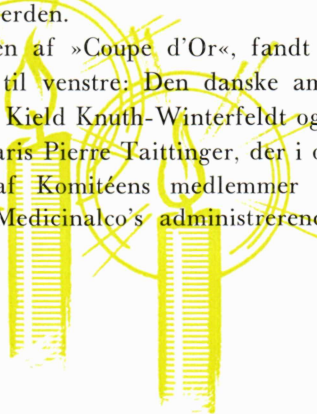 erden.
en af »Coupe d'Or«, fandt
til venstre: Den danske am
Kield Knuth-Winterfeldt og
aris Pierre Taittinger, der i o
af Komitéens medlemmer
Medicinalco's administreren